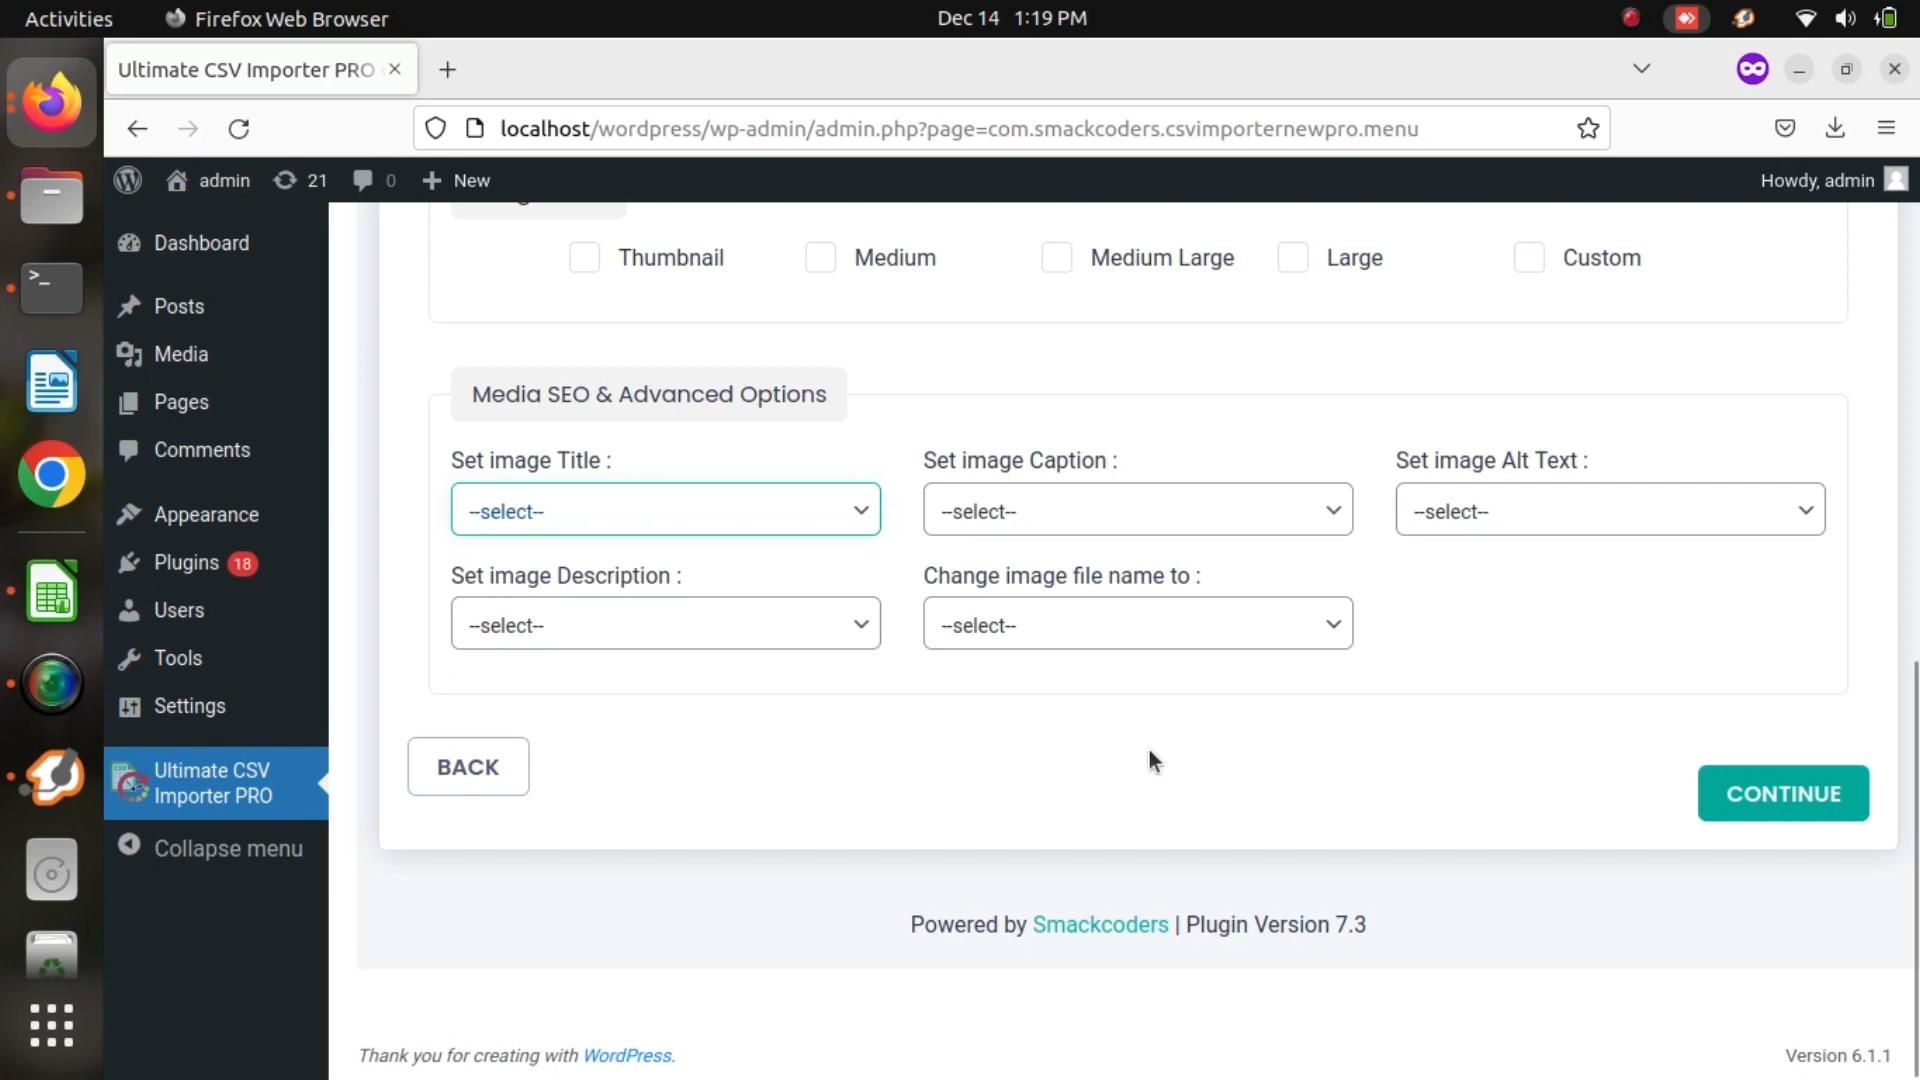 Activities
Firefox Web Browser
Dec 14 1:19 PM
Ultimate CSV Importer PRO
localhost/wordpress/wp-admin/admin.php?page=com.smackcoders.csvimporternewpro.menu
admin
21
0
New
Howdy, admin
Dashboard
Posts
Media
Pages
Comments
Appearance
Plugins 18
Users
Tools
Settings
Ultimate CSV
Importer PRO
Collapse menu
Thumbnail
Medium
Medium Large
Large
Custom
Media SEO & Advanced Options
Set image Title :
Set image Caption :
Set image Alt Text :
--select--
--select--
--select--
Set image Description :
Change image file name to :
--select--
--select--
BACK
CONTINUE
Powered by Smackcoders | Plugin Version 7.3
Thank you for creating with WordPress.
Version 6.1.1